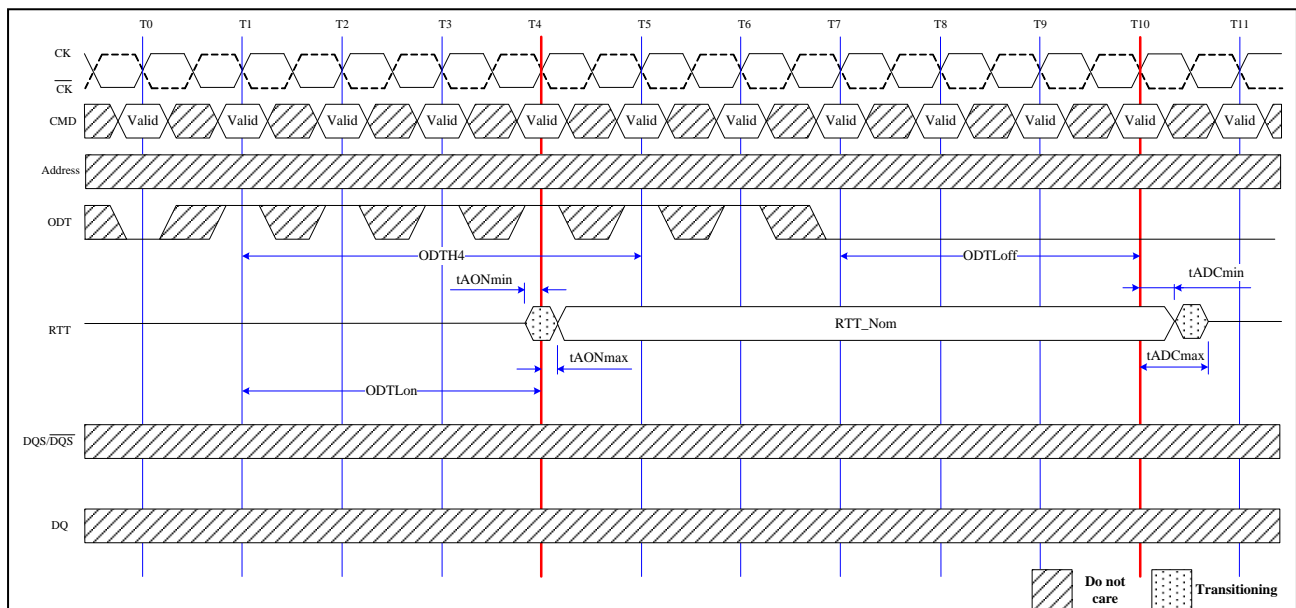 T0 T1 T2 T3 T4 T5 T6 T7 T8 T9 T10 T11
CK
CK
CMD Valid Valid Valid Valid Valid Valid Valid Valid Valid Valid Valid Valid
Address
ODT
ODTH4 ODTLoff
tAONmin tADCmin
RTT RTT_Nom
tAONmax tADCmax
ODTLon
DQS/DQS
DQ
Do not
care
Transitioning